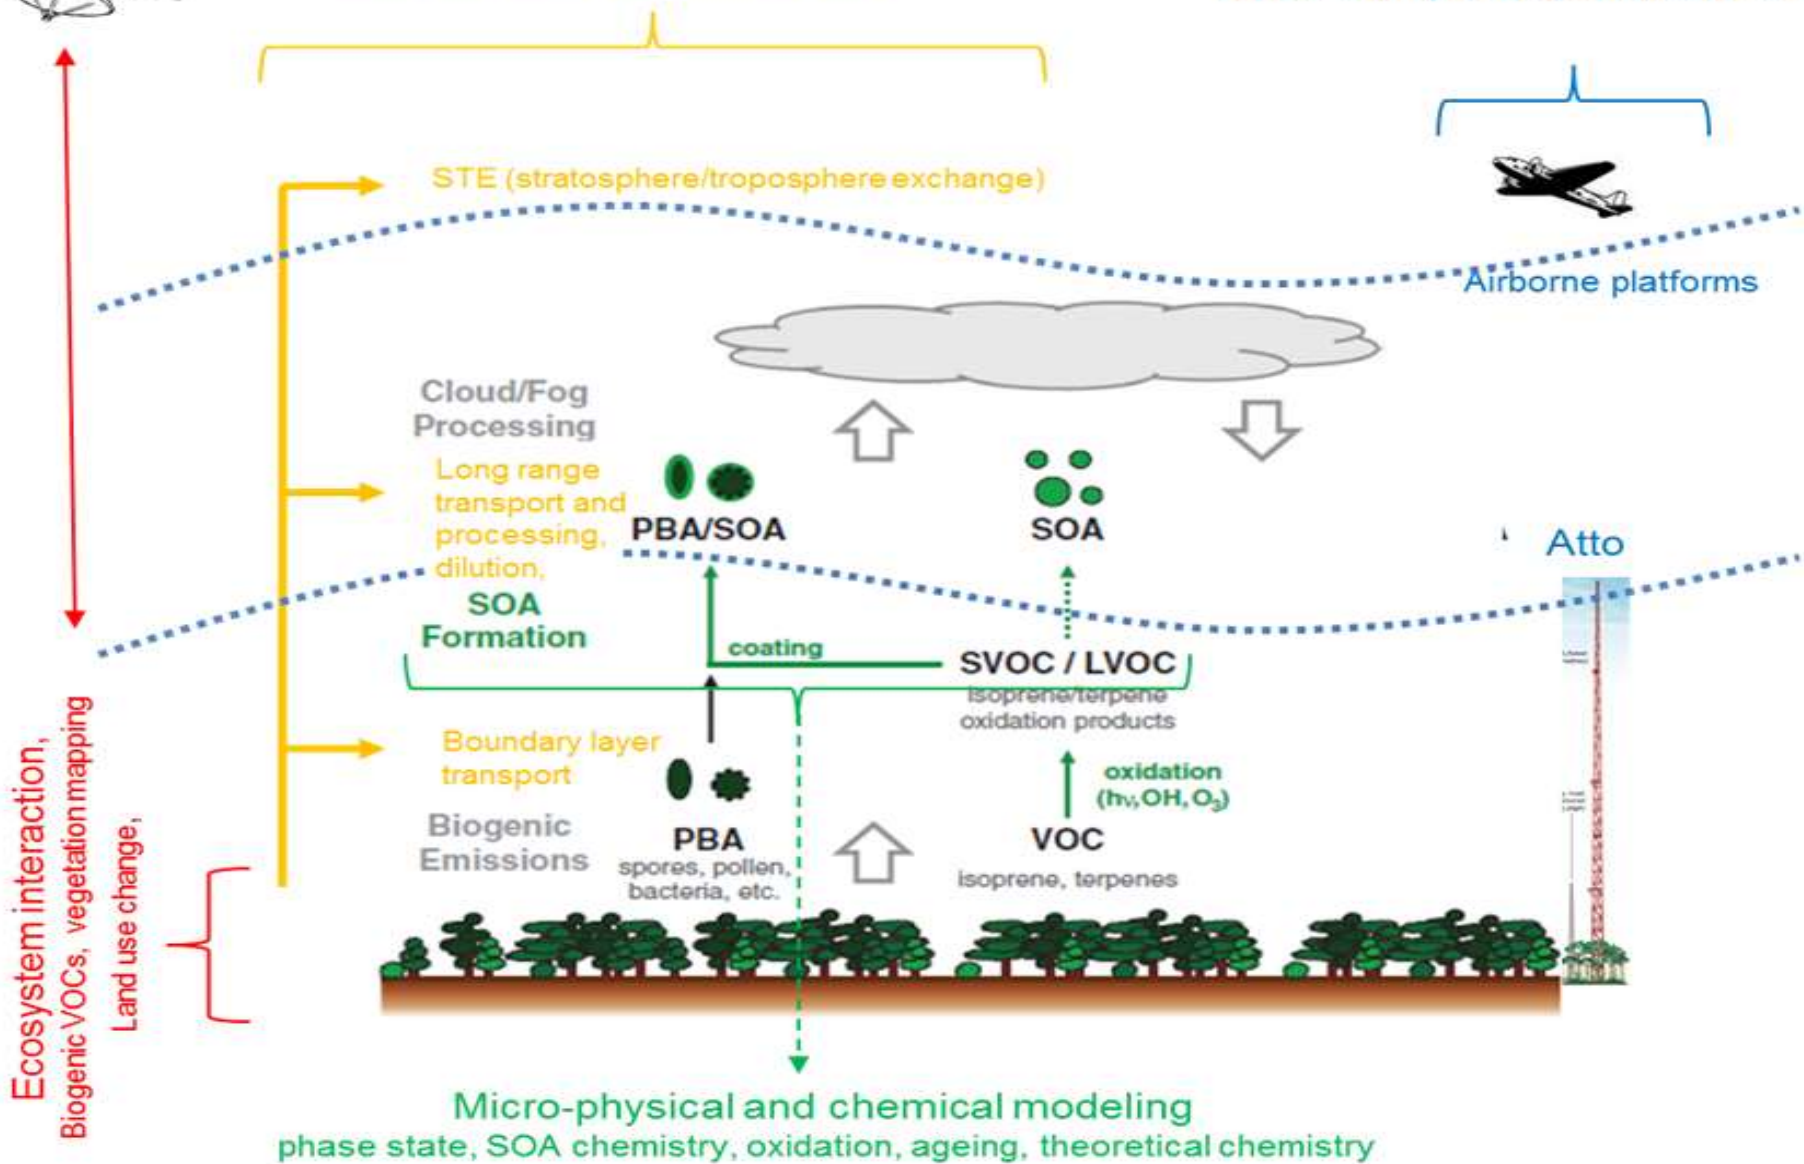 STE (stratosphere/troposphere exchange)
Airborne platforms
Cloud/Fog
Processing
Long range
transport and
processing,
dilution,
PBA/SOA
SOA
Atto
SOA
Formation
coating
SVOC / LVOC
Isoprene/terpene
oxidation products
Boundary layer
transport
oxidation
(hν,OH,O₃)
Biogenic
Emissions
PBA
spores, pollen,
bacteria, etc.
VOC
isoprene, terpenes
Ecosystem interaction,
Biogenic VOCs, vegetation mapping
Land use change,
Micro-physical and chemical modeling
phase state, SOA chemistry, oxidation, ageing, theoretical chemistry